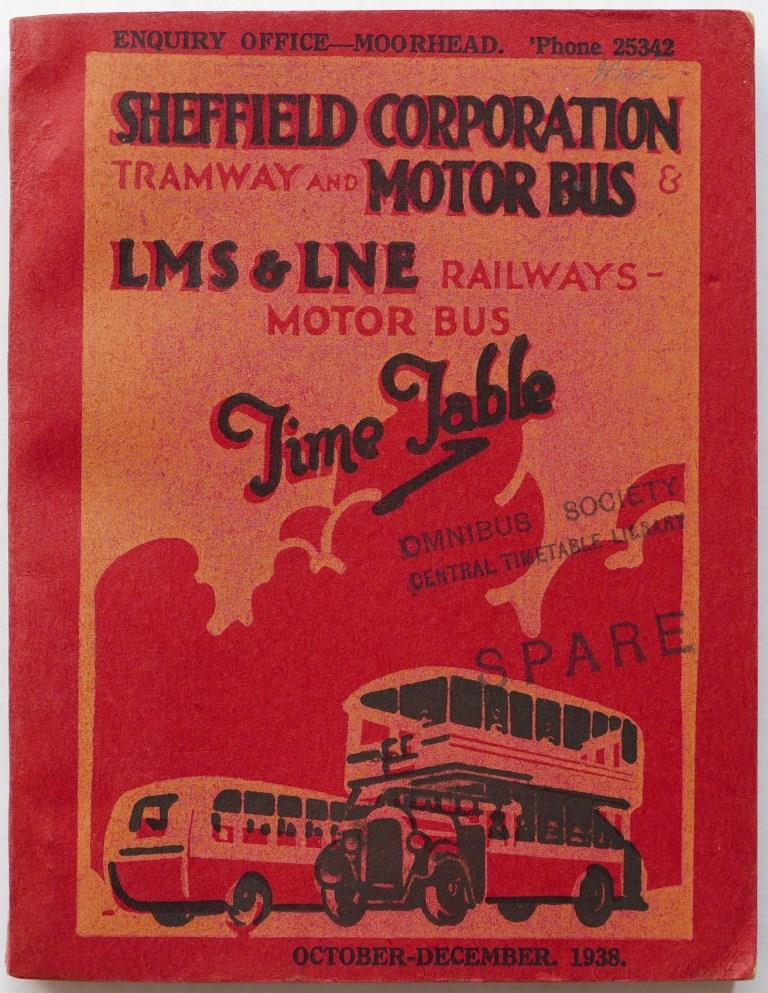 ENQUIRY OFFICE—MOORHEAD. 'Phone 25342
SHEFFIELD CORPORATION
TRAMWAY AND MOTOR BUS &
LMS & LNE RAILWAYS-
MOTOR BUS
Time Table
OMNIBUS SOCIETY
CENTRAL TIMETABLE LIBRARY
SPARE
OCTOBER-DECEMBER. 1938.